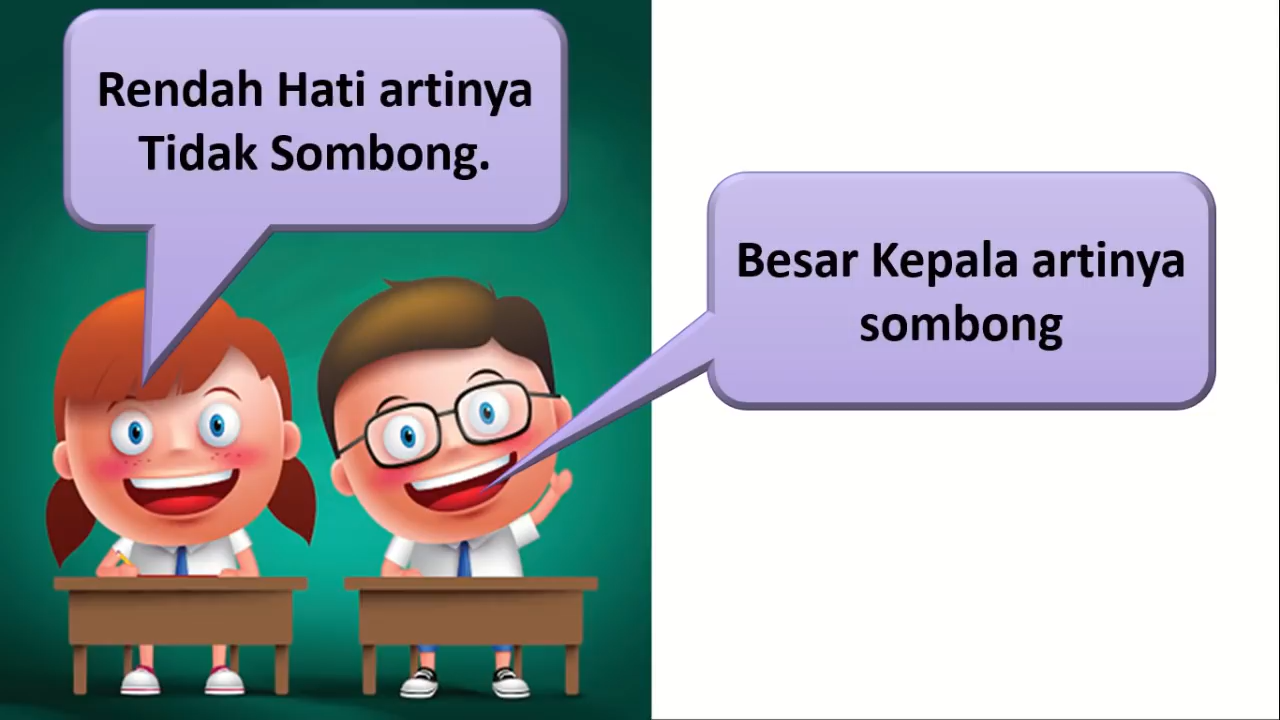 Rendah Hati artinya
Tidak Sombong.
Besar Kepala artinya
sombong